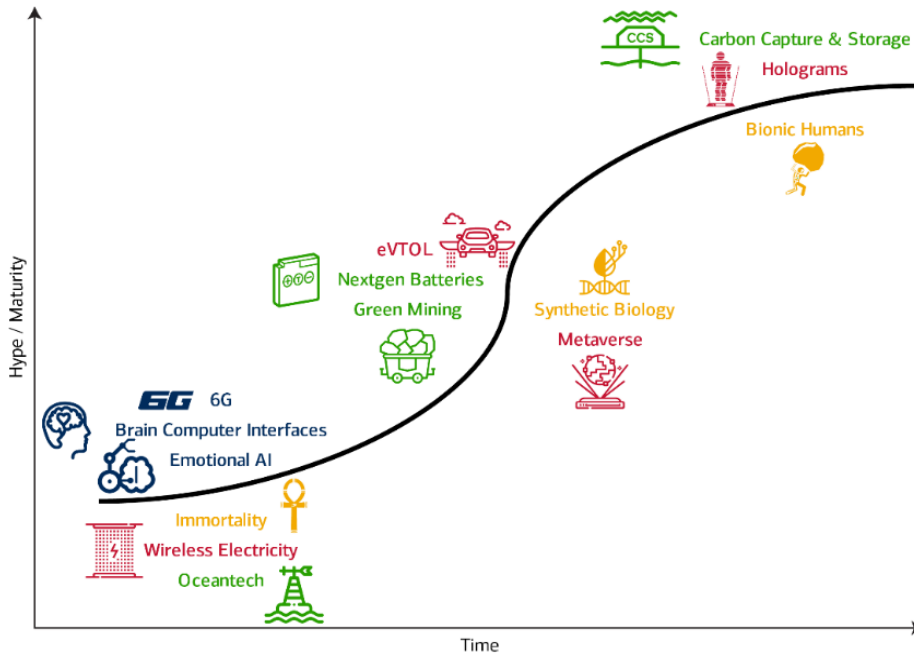 CCS
Carbon Capture & Storage
Holograms
Bionic Humans
eVTOL
Nextgen Batteries
Green Mining
Synthetic Biology
Metaverse
6G 6G
Brain Computer Interfaces
Emotional AI
Immortality
Wireless Electricity
Oceantech
Hype / Maturity
Time